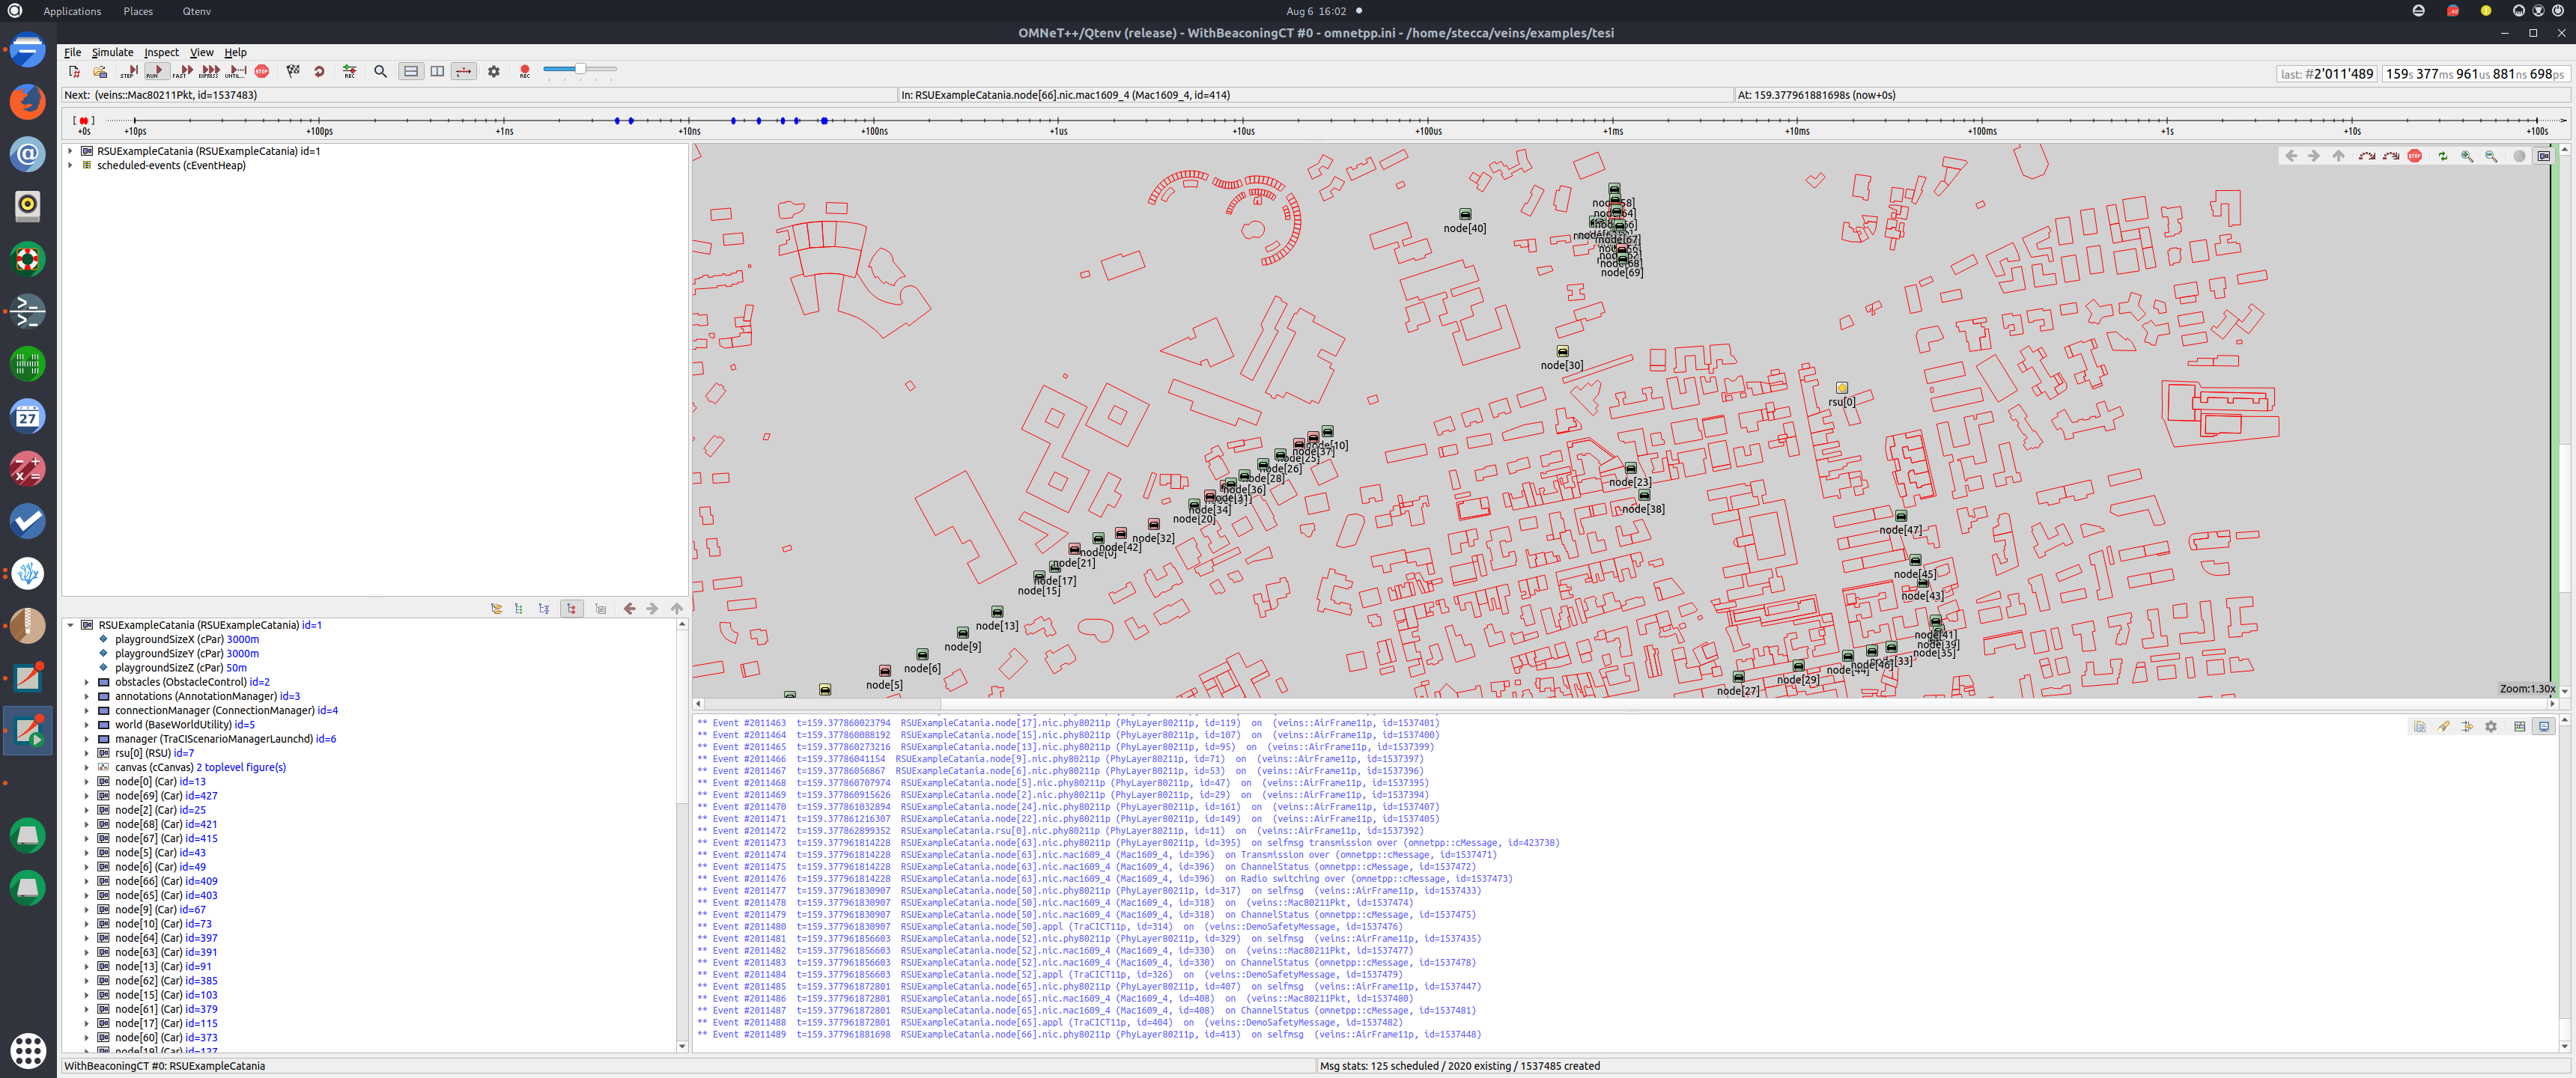 Applications Places Qtenv
Aug 6 16:02
OMNeT++/Qtenv (release) - WithBeaconingCT #0 - omnetpp.ini - /home/stecca/veins/examples/tesi
File Simulate Inspect View Help
STEP RUN FAST EXPRESS UNTIL... STOP REC REC
last: #2'011'489 159s 377ms 961us 881ns 698ps
Next: (veins::Mac80211Pkt, id=1537483) In: RSUExampleCatania.node[66].nic.mac1609_4 (Mac1609_4, id=414) At: 159.377961881698s (now+0s)
+0s +10ps +100ps +1ns +10ns +100ns +1us +10us +100us +1ms +10ms +100ms +1s +10s +100s
RSUExampleCatania (RSUExampleCatania) id=1
scheduled-events (cEventHeap)
RSUExampleCatania (RSUExampleCatania) id=1
playgroundSizeX (cPar) 3000m
playgroundSizeY (cPar) 3000m
playgroundSizeZ (cPar) 50m
obstacles (ObstacleControl) id=2
annotations (AnnotationManager) id=3
connectionManager (ConnectionManager) id=4
world (BaseWorldUtility) id=5
manager (TraCIScenarioManagerLaunchd) id=6
rsu[0] (RSU) id=7
canvas (cCanvas) 2 toplevel figure(s)
node[0] (Car) id=13
node[69] (Car) id=427
node[2] (Car) id=25
node[68] (Car) id=421
node[67] (Car) id=415
node[5] (Car) id=43
node[6] (Car) id=49
node[66] (Car) id=409
node[65] (Car) id=403
node[9] (Car) id=67
node[10] (Car) id=73
node[64] (Car) id=397
node[63] (Car) id=391
node[13] (Car) id=91
node[62] (Car) id=385
node[15] (Car) id=103
node[61] (Car) id=379
node[17] (Car) id=115
node[60] (Car) id=373
node[19] (Car) id=127
node[40]
node[69]
node[30]
rsu[0]
node[10]
node[37]
node[25]
node[26]
node[28]
node[36]
node[34]
node[20]
node[32]
node[42]
node[21]
node[17]
node[15]
node[13]
node[9]
node[6]
node[5]
node[23]
node[38]
node[47]
node[45]
node[43]
node[41]
node[39]
node[35]
node[33]
node[46]
node[44]
node[29]
node[27]
Zoom:1.30x
** Event #2011463 t=159.377860023794 RSUExampleCatania.node[17].nic.phy80211p (PhyLayer80211p, id=119) on (veins::AirFrame11p, id=1537401)
** Event #2011464 t=159.377860088192 RSUExampleCatania.node[15].nic.phy80211p (PhyLayer80211p, id=107) on (veins::AirFrame11p, id=1537400)
** Event #2011465 t=159.377860273216 RSUExampleCatania.node[13].nic.phy80211p (PhyLayer80211p, id=95) on (veins::AirFrame11p, id=1537399)
** Event #2011466 t=159.37786041154 RSUExampleCatania.node[9].nic.phy80211p (PhyLayer80211p, id=71) on (veins::AirFrame11p, id=1537397)
** Event #2011467 t=159.37786056867 RSUExampleCatania.node[6].nic.phy80211p (PhyLayer80211p, id=53) on (veins::AirFrame11p, id=1537396)
** Event #2011468 t=159.377860707974 RSUExampleCatania.node[5].nic.phy80211p (PhyLayer80211p, id=47) on (veins::AirFrame11p, id=1537395)
** Event #2011469 t=159.377860915626 RSUExampleCatania.node[2].nic.phy80211p (PhyLayer80211p, id=29) on (veins::AirFrame11p, id=1537394)
** Event #2011470 t=159.377861032894 RSUExampleCatania.node[24].nic.phy80211p (PhyLayer80211p, id=161) on (veins::AirFrame11p, id=1537407)
** Event #2011471 t=159.377861216307 RSUExampleCatania.node[22].nic.phy80211p (PhyLayer80211p, id=149) on (veins::AirFrame11p, id=1537405)
** Event #2011472 t=159.377862899352 RSUExampleCatania.rsu[0].nic.phy80211p (PhyLayer80211p, id=11) on (veins::AirFrame11p, id=1537392)
** Event #2011473 t=159.377961814228 RSUExampleCatania.node[63].nic.phy80211p (PhyLayer80211p, id=395) on selfmsg transmission over (omnetpp::cMessage, id=423738)
** Event #2011474 t=159.377961814228 RSUExampleCatania.node[63].nic.mac1609_4 (Mac1609_4, id=396) on Transmission over (omnetpp::cMessage, id=1537471)
** Event #2011475 t=159.377961814228 RSUExampleCatania.node[63].nic.mac1609_4 (Mac1609_4, id=396) on ChannelStatus (omnetpp::cMessage, id=1537472)
** Event #2011476 t=159.377961814228 RSUExampleCatania.node[63].nic.mac1609_4 (Mac1609_4, id=396) on Radio switching over (omnetpp::cMessage, id=1537473)
** Event #2011477 t=159.377961830907 RSUExampleCatania.node[50].nic.phy80211p (PhyLayer80211p, id=317) on selfmsg (veins::AirFrame11p, id=1537433)
** Event #2011478 t=159.377961830907 RSUExampleCatania.node[50].nic.mac1609_4 (Mac1609_4, id=318) on (veins::Mac80211Pkt, id=1537474)
** Event #2011479 t=159.377961830907 RSUExampleCatania.node[50].nic.mac1609_4 (Mac1609_4, id=318) on ChannelStatus (omnetpp::cMessage, id=1537475)
** Event #2011480 t=159.377961830907 RSUExampleCatania.node[50].appl (TraCICT11p, id=314) on (veins::DemoSafetyMessage, id=1537476)
** Event #2011481 t=159.377961856603 RSUExampleCatania.node[52].nic.phy80211p (PhyLayer80211p, id=329) on selfmsg (veins::AirFrame11p, id=1537435)
** Event #2011482 t=159.377961856603 RSUExampleCatania.node[52].nic.mac1609_4 (Mac1609_4, id=330) on (veins::Mac80211Pkt, id=1537477)
** Event #2011483 t=159.377961856603 RSUExampleCatania.node[52].nic.mac1609_4 (Mac1609_4, id=330) on ChannelStatus (omnetpp::cMessage, id=1537478)
** Event #2011484 t=159.377961856603 RSUExampleCatania.node[52].appl (TraCICT11p, id=326) on (veins::DemoSafetyMessage, id=1537479)
** Event #2011485 t=159.377961872801 RSUExampleCatania.node[65].nic.phy80211p (PhyLayer80211p, id=407) on selfmsg (veins::AirFrame11p, id=1537447)
** Event #2011486 t=159.377961872801 RSUExampleCatania.node[65].nic.mac1609_4 (Mac1609_4, id=408) on (veins::Mac80211Pkt, id=1537480)
** Event #2011487 t=159.377961872801 RSUExampleCatania.node[65].nic.mac1609_4 (Mac1609_4, id=408) on ChannelStatus (omnetpp::cMessage, id=1537481)
** Event #2011488 t=159.377961872801 RSUExampleCatania.node[65].appl (TraCICT11p, id=404) on (veins::DemoSafetyMessage, id=1537482)
** Event #2011489 t=159.377961881698 RSUExampleCatania.node[66].nic.phy80211p (PhyLayer80211p, id=413) on selfmsg (veins::AirFrame11p, id=1537448)
WithBeaconingCT #0: RSUExampleCatania Msg stats: 125 scheduled / 2020 existing / 1537485 created